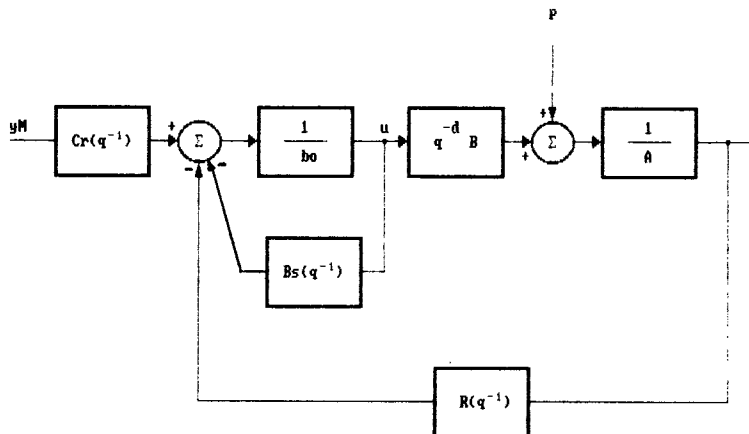 P
yM
Cr(q⁻¹)
+
Σ
-
-
1
bo
u
q⁻ᵈ B
+
+
Σ
1
A
Bs(q⁻¹)
R(q⁻¹)